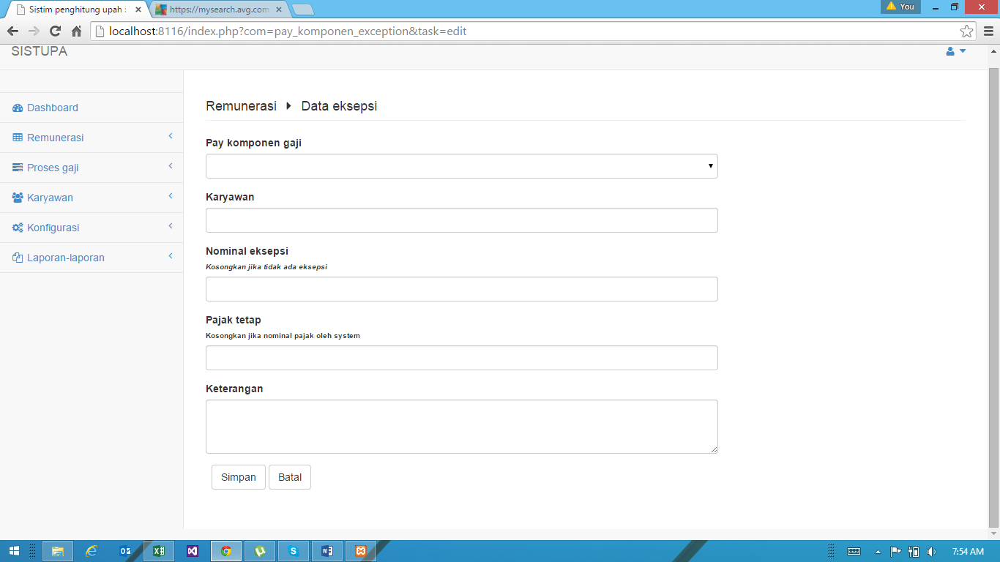 Sistim penghitung upah :
https://mysearch.avg.com
You
localhost:8116/index.php?com=pay_komponen_exception&task=edit
SISTUPA
Dashboard
Remunerasi
Proses gaji
Karyawan
Konfigurasi
Laporan-laporan
Remunerasi Data eksepsi
Pay komponen gaji
Karyawan
Nominal eksepsi
Kosongkan jika tidak ada eksepsi
Pajak tetap
Kosongkan jika nominal pajak oleh system
Keterangan
Simpan Batal
7:54 AM